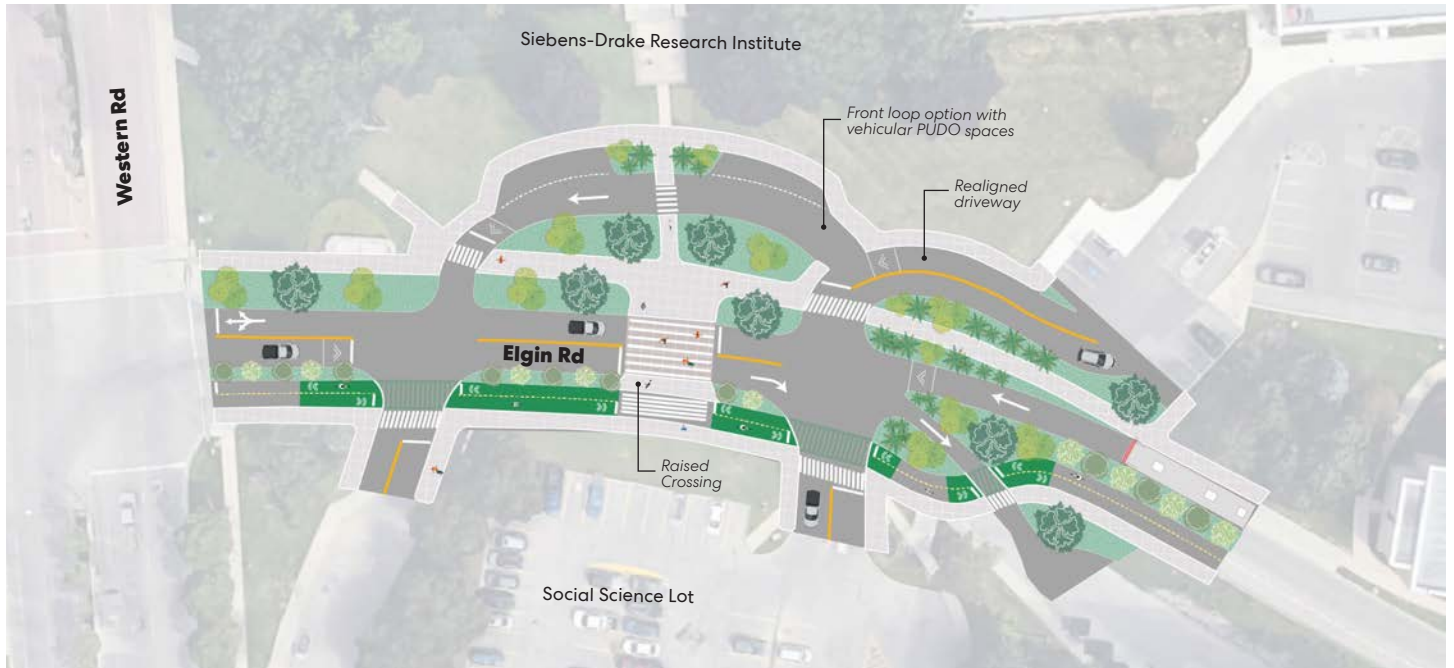 Siebens-Drake Research Institute
Western Rd
Front loop option with
vehicular PUDO spaces
Realigned
driveway
Elgin Rd
Raised
Crossing
Social Science Lot